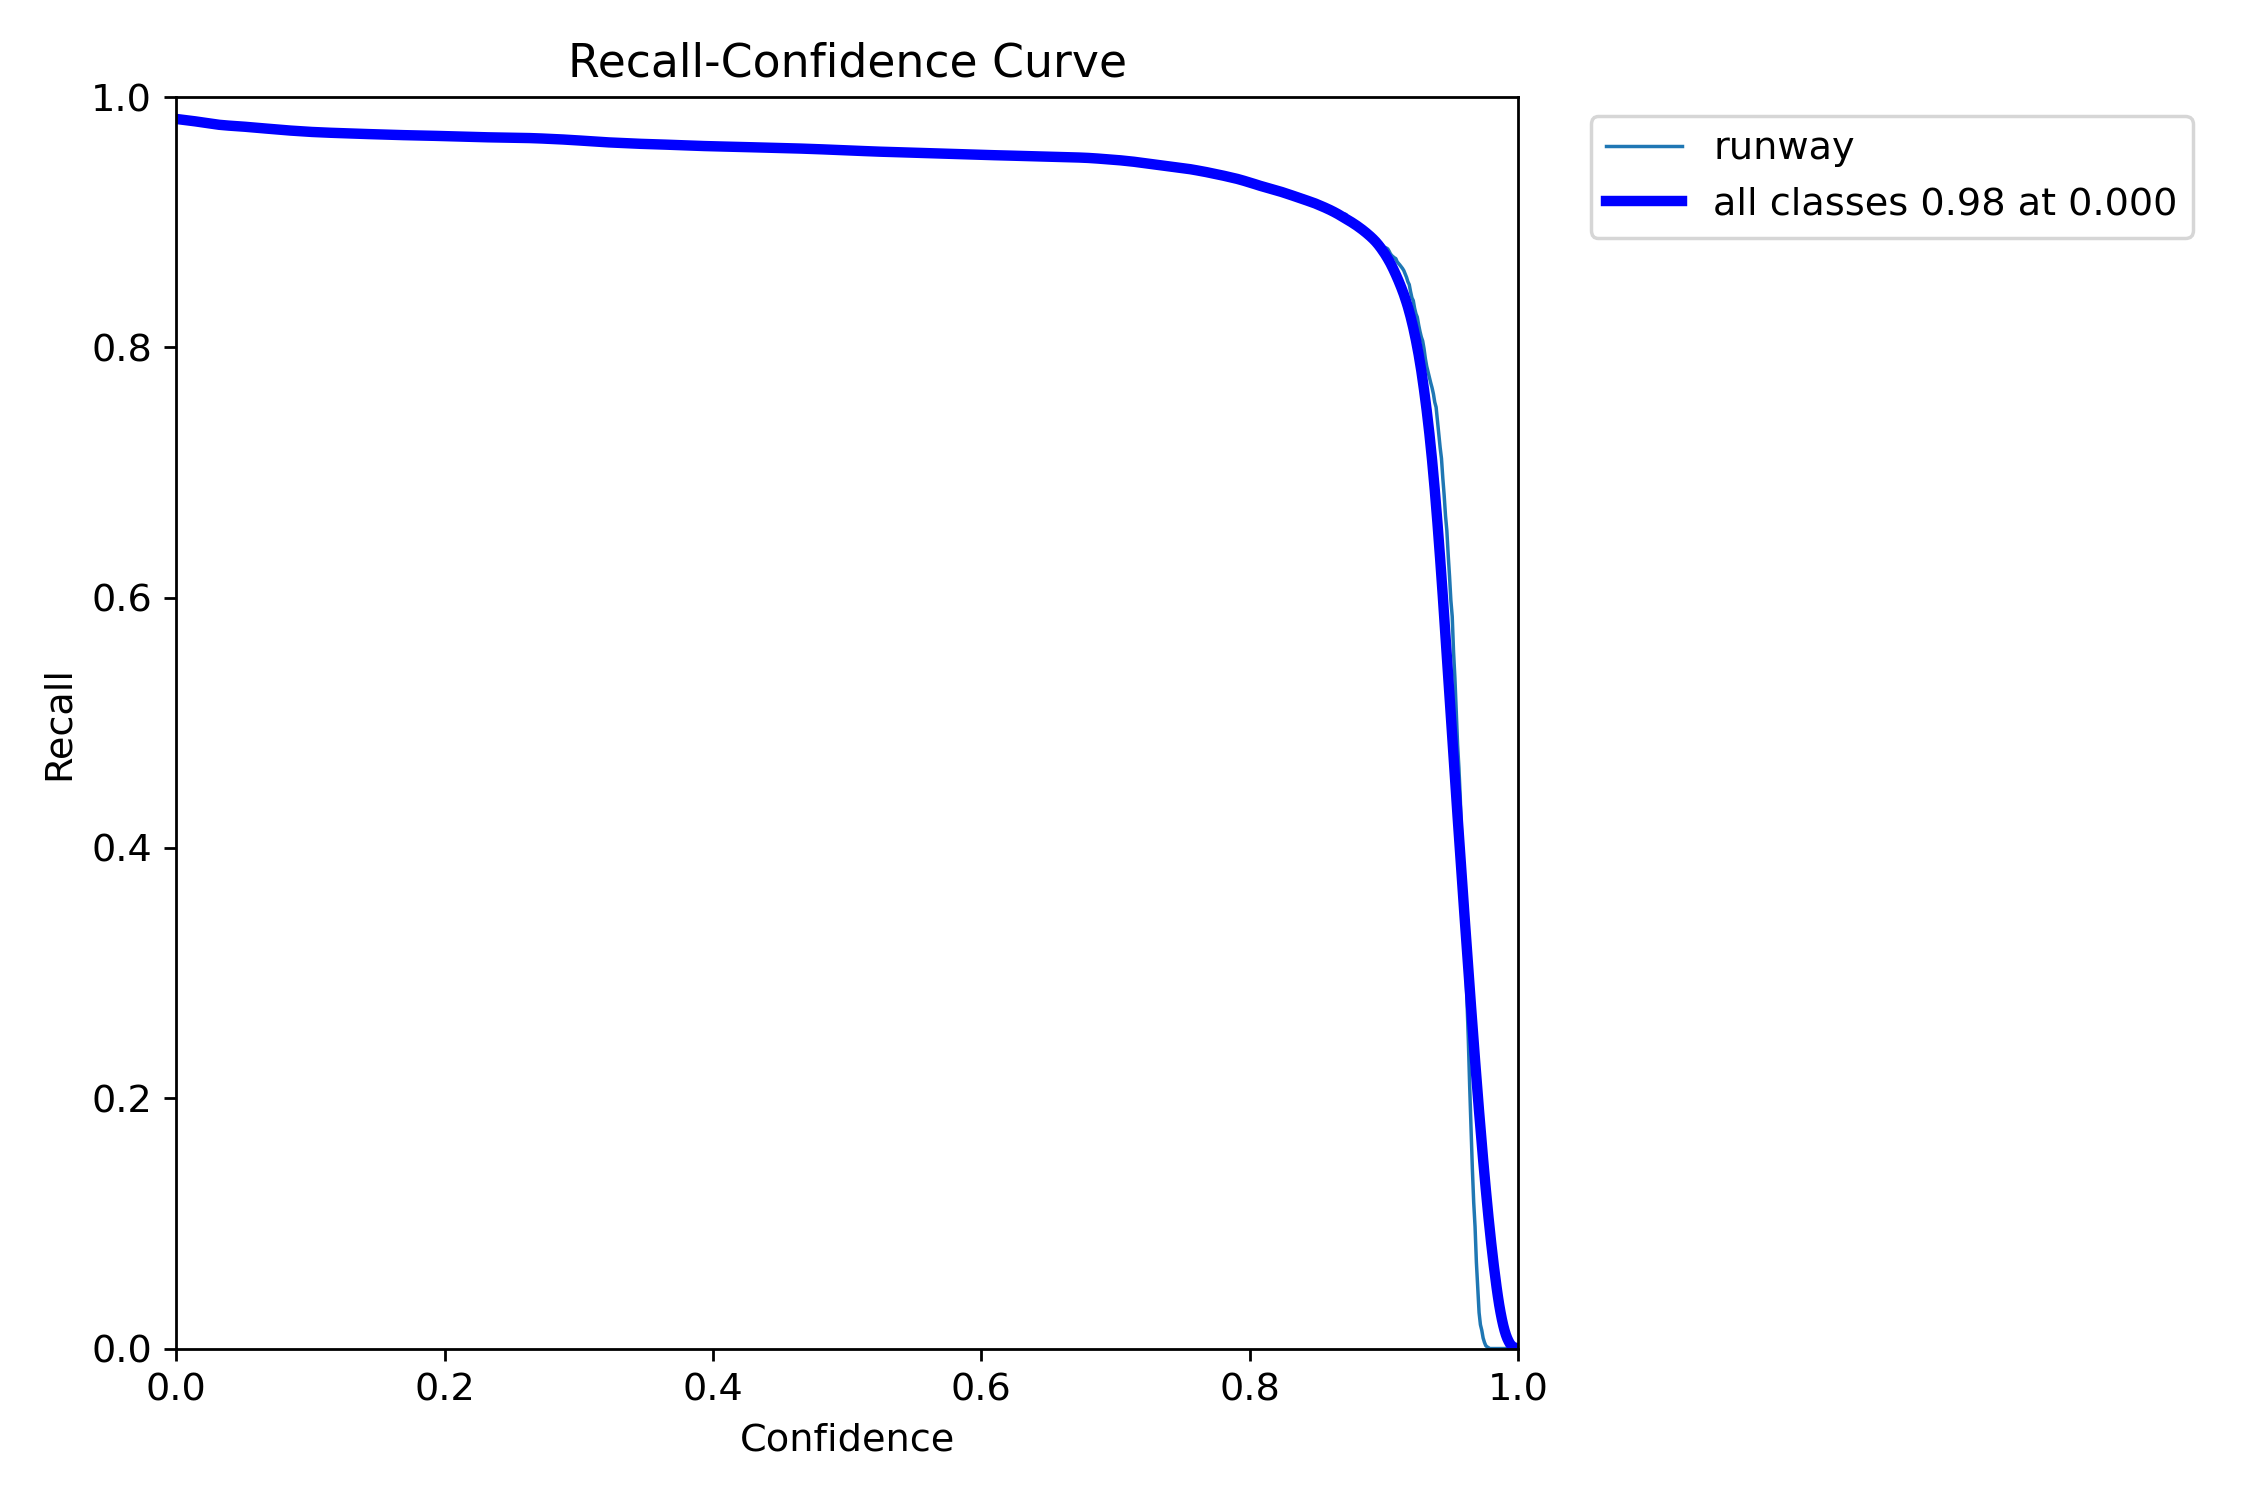 Recall-Confidence Curve
1.0
0.8
0.6
0.4
0.2
0.0
Recall
0.0 0.2 0.4 0.6 0.8 1.0
Confidence
runway
all classes 0.98 at 0.000